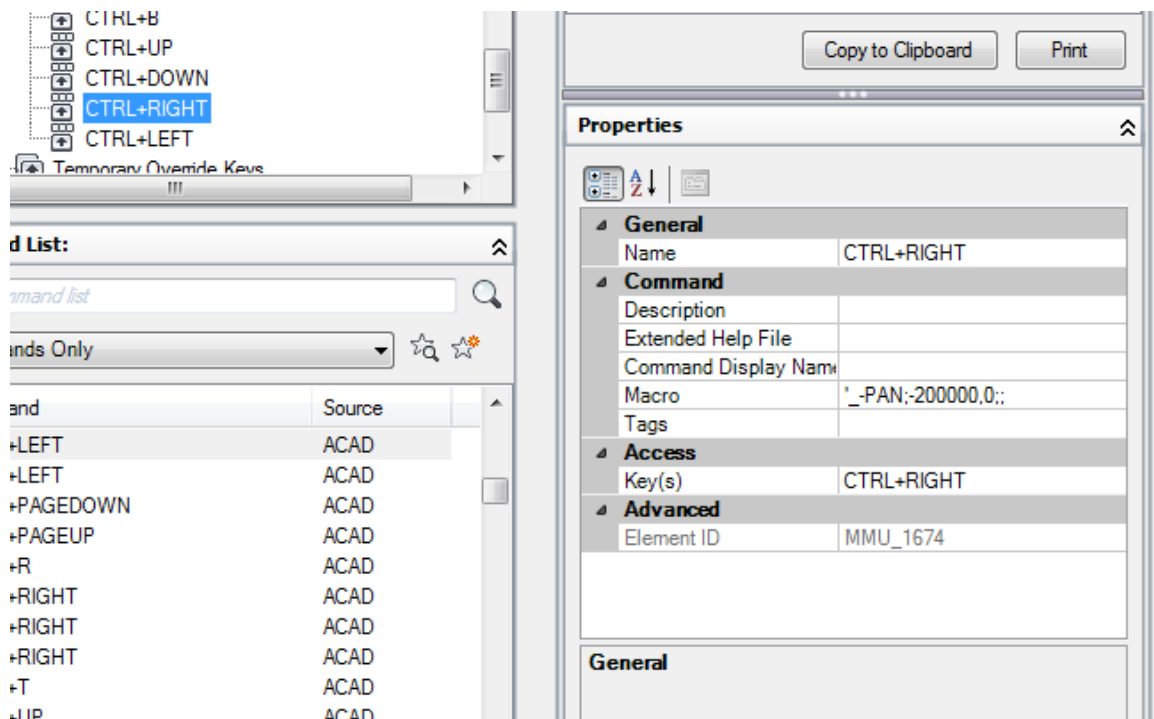 CTRL+B
CTRL+UP
CTRL+DOWN
CTRL+RIGHT
CTRL+LEFT
Temporary Override Keys
d List:
mmand list
ands Only
and Source
+LEFT ACAD
+LEFT ACAD
+PAGEDOWN ACAD
+PAGEUP ACAD
+R ACAD
+RIGHT ACAD
+RIGHT ACAD
+RIGHT ACAD
+T ACAD
+UP ACAD
Copy to Clipboard Print
Properties
General
Name CTRL+RIGHT
Command
Description
Extended Help File
Command Display Name
Macro '_-PAN;-200000,0;;
Tags
Access
Key(s) CTRL+RIGHT
Advanced
Element ID MMU_1674
General